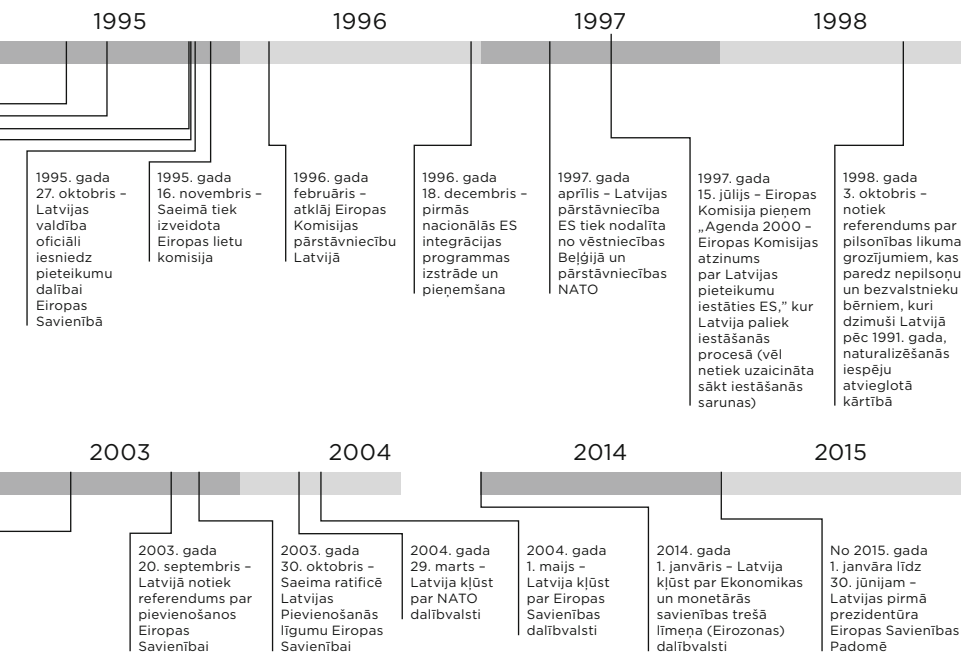 1995
1996
1997
1998
1995. gada
27. oktobris –
Latvijas
valdība
oficiāli
iesniedz
pieteikumu
dalībai
Eiropas
Savienībā
1995. gada
16. novembris –
Saeimā tiek
izveidota
Eiropas lietu
komisija
1996. gada
februāris –
atklāj Eiropas
Komisijas
pārstāvniecību
Latvijā
1996. gada
18. decembris –
pirmās
nacionālās ES
integrācijas
programmas
izstrāde un
pieņemšana
1997. gada
aprīlis – Latvijas
pārstāvniecība
ES tiek nodalīta
no vēstniecības
Beļģijā un
pārstāvniecības
NATO
1997. gada
15. jūlijs – Eiropas
Komisija pieņem
„Agenda 2000 –
Eiropas Komisijas
atzinums
par Latvijas
pieteikumu
iestāties ES,” kur
Latvija paliek
iestāšanās
procesā (vēl
netiek uzaicināta
sākt iestāšanās
sarunas)
1998. gada
3. oktobris –
notiek
referendums par
pilsonības likuma
grozījumiem, kas
paredz nepilsoņu
un bezvalstnieku
bērniem, kuri
dzimuši Latvijā
pēc 1991. gada,
naturalizēšanās
iespēju
atvieglotā
kārtībā
2003
2004
2014
2015
2003. gada
20. septembris –
Latvijā notiek
referendums par
pievienošanos
Eiropas
Savienībai
2003. gada
30. oktobris –
Saeima ratificē
Latvijas
Pievienošanās
līgumu Eiropas
Savienībai
2004. gada
29. marts –
Latvija kļūst
par NATO
dalībvalsti
2004. gada
1. maijs –
Latvija kļūst
par Eiropas
Savienības
dalībvalsti
2014. gada
1. janvāris – Latvija
kļūst par Ekonomikas
un monetārās
savienības trešā
līmeņa (Eirozonas)
dalībvalsti
No 2015. gada
1. janvāra līdz
30. jūnijam –
Latvijas pirmā
prezidentūra
Eiropas Savienības
Padomē